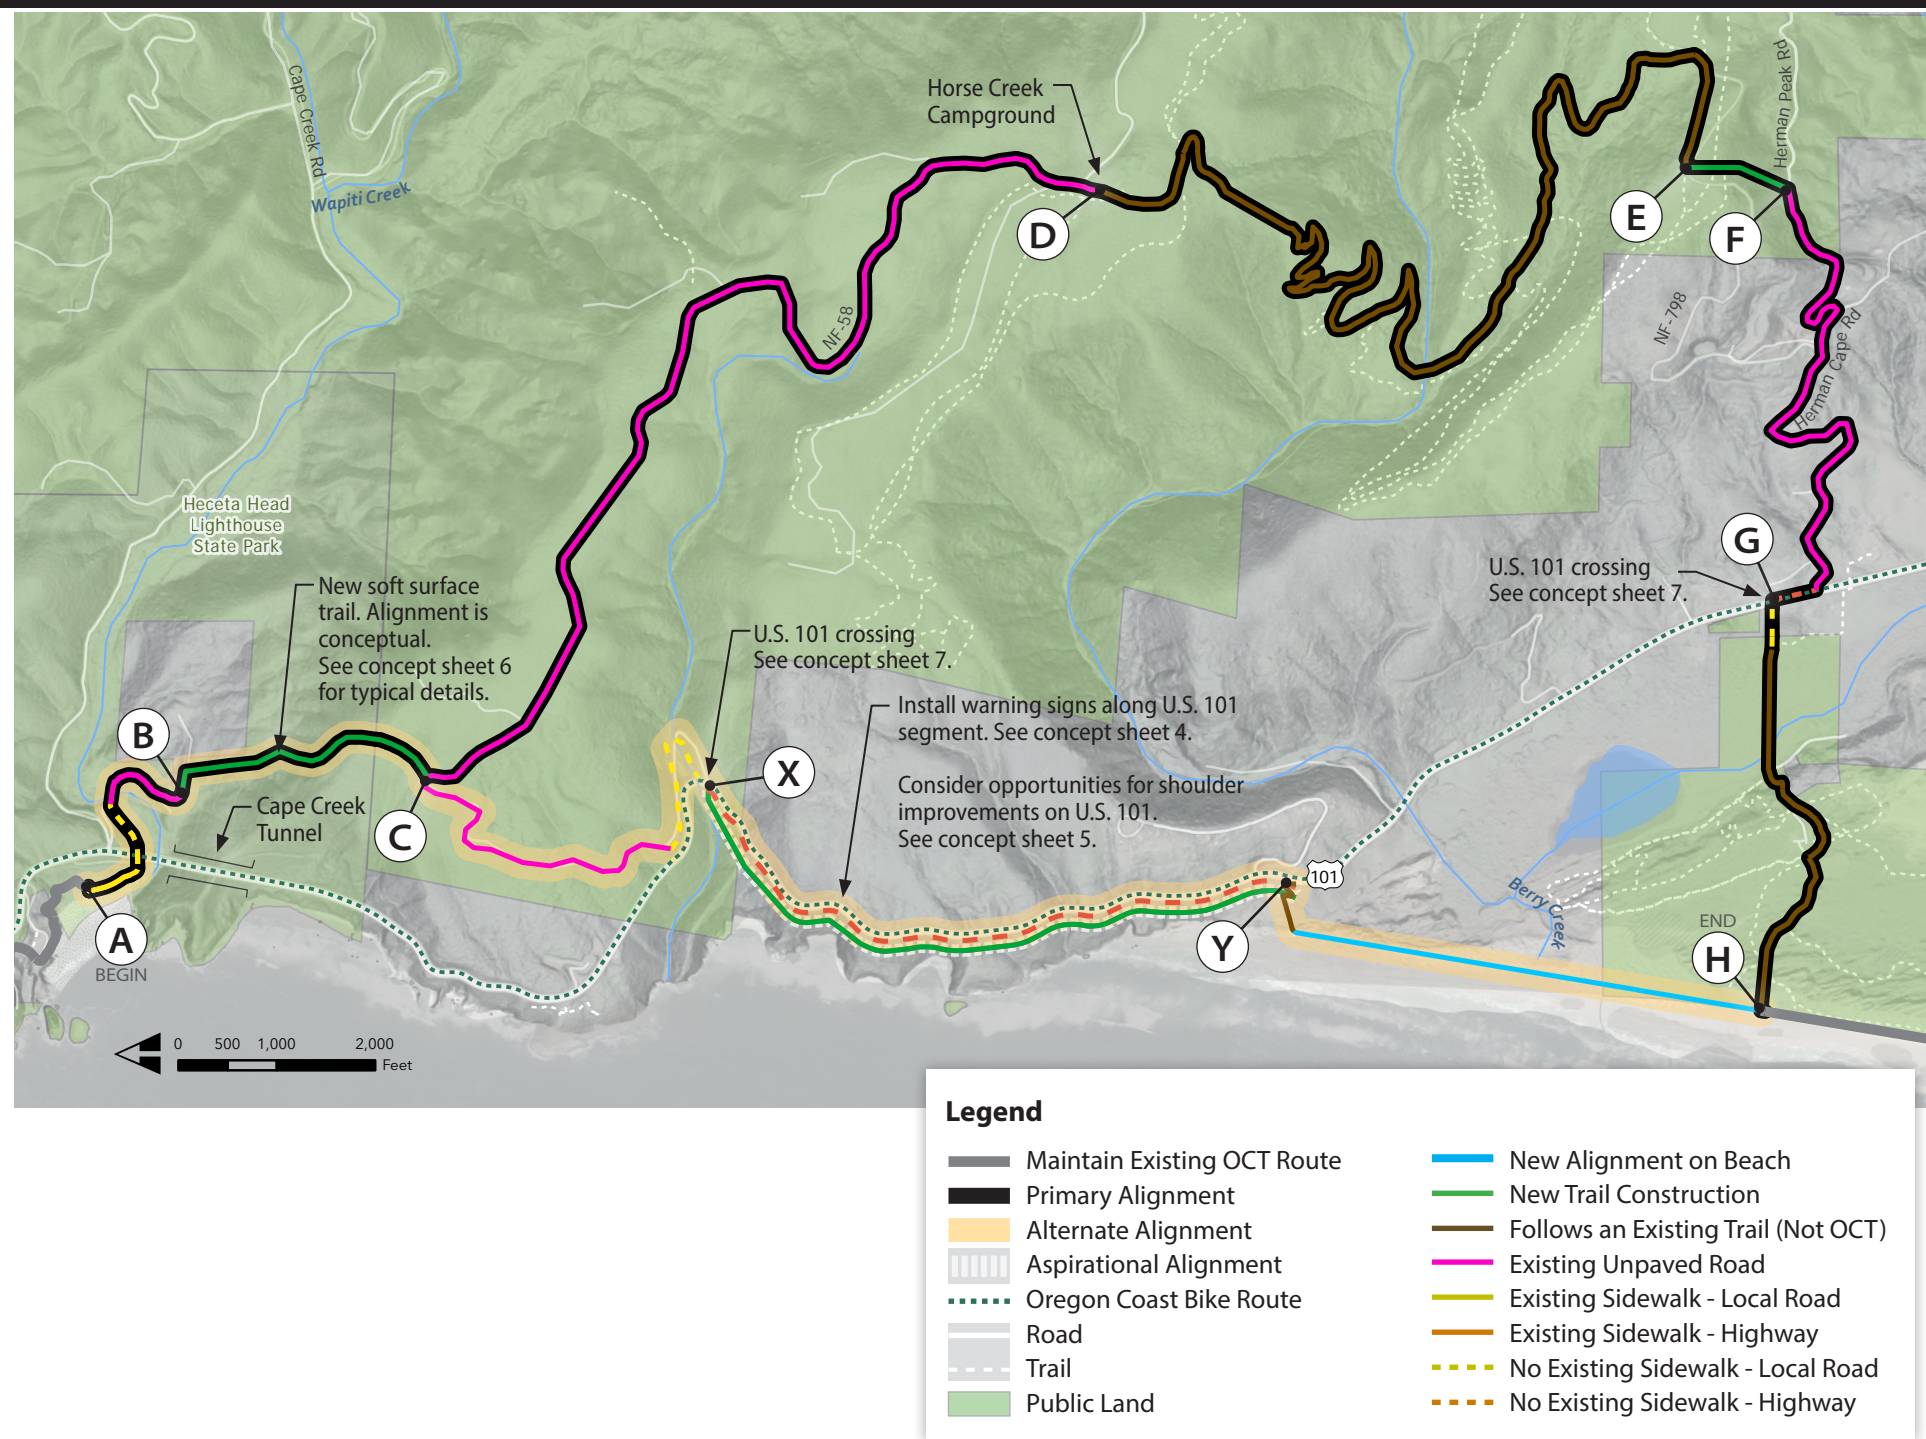 Cape Creek Rd
Wapiti Creek
Horse Creek
Campground
Herman Peak Rd
D
E
F
NF-58
NF-798
Herman Cape Rd
Heceta Head
Lighthouse
State Park
New soft surface
trail. Alignment is
conceptual.
See concept sheet 6
for typical details.
G
U.S. 101 crossing
See concept sheet 7.
U.S. 101 crossing
See concept sheet 7.
B
X
Install warning signs along U.S. 101
segment. See concept sheet 4.
Consider opportunities for shoulder
improvements on U.S. 101.
See concept sheet 5.
Cape Creek
Tunnel
C
101
Berry Creek
A
BEGIN
Y
END
H
0 500 1,000 2,000
Feet
Legend
Maintain Existing OCT Route
Primary Alignment
Alternate Alignment
Aspirational Alignment
Oregon Coast Bike Route
Road
Trail
Public Land
New Alignment on Beach
New Trail Construction
Follows an Existing Trail (Not OCT)
Existing Unpaved Road
Existing Sidewalk - Local Road
Existing Sidewalk - Highway
No Existing Sidewalk - Local Road
No Existing Sidewalk - Highway